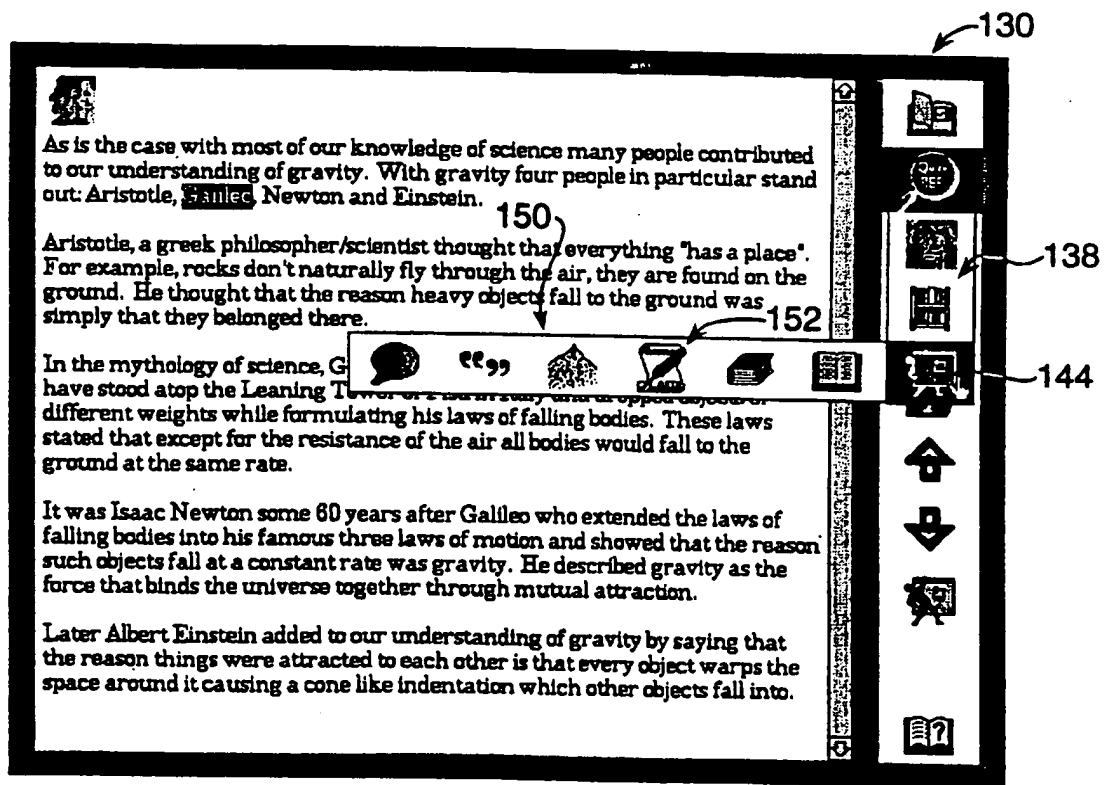 130
As is the case with most of our knowledge of science many people contributed
to our understanding of gravity. With gravity four people in particular stand
out: Aristotle, Galileo, Newton and Einstein.
150
Aristotle, a greek philosopher/scientist thought that everything "has a place".
138
For example, rocks don't naturally fly through the air, they are found on the
ground. He thought that the reason heavy objects fall to the ground was
simply that they belonged there.
152
In the mythology of science, G
144
have stood atop the Leaning
different weights while formulating his laws of falling bodies. These laws
stated that except for the resistance of the air all bodies would fall to the
ground at the same rate.
It was Isaac Newton some 60 years after Galileo who extended the laws of
falling bodies into his famous three laws of motion and showed that the reason
such objects fall at a constant rate was gravity. He described gravity as the
force that binds the universe together through mutual attraction.
Later Albert Einstein added to our understanding of gravity by saying that
the reason things were attracted to each other is that every object warps the
space around it causing a cone like indentation which other objects fall into.
?